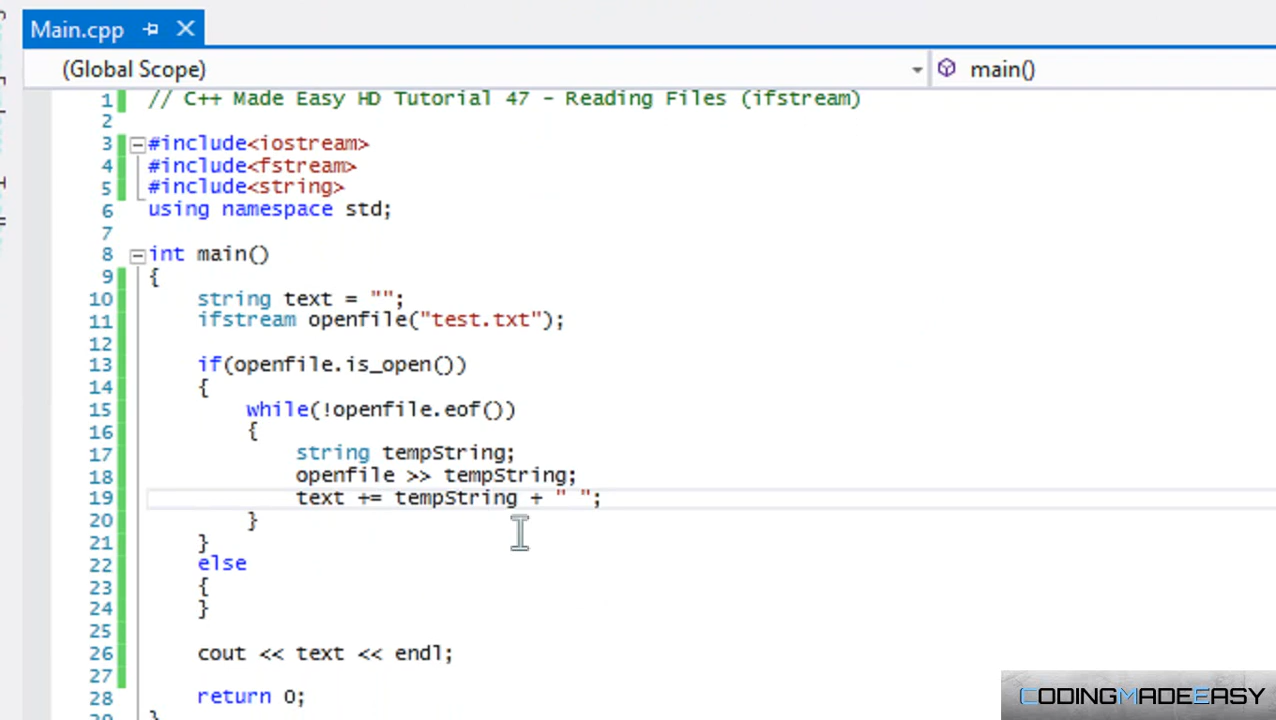 Main.cpp
(Global Scope) main()
1 // C++ Made Easy HD Tutorial 47 - Reading Files (ifstream)
2
3 #include<iostream>
4 #include<fstream>
5 #include<string>
6 using namespace std;
7
8 int main()
9 {
10 string text = "";
11 ifstream openfile("test.txt");
12
13 if(openfile.is_open())
14 {
15 while(!openfile.eof())
16 {
17 string tempString;
18 openfile >> tempString;
19 text += tempString + " ";
20 }
21 }
22 else
23 {
24 }
25
26 cout << text << endl;
27
28 return 0;
CODINGMADEEASY